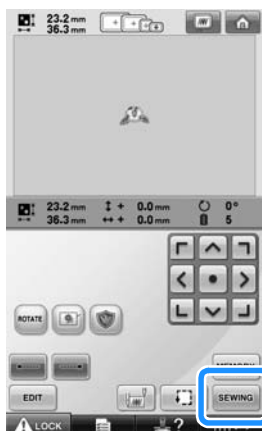 23.2 mm
36.3 mm
23.2 mm + 0.0 mm 0°
36.3 mm + 0.0 mm 5
ROTATE
MEMORY
EDIT SEWING
LOCK ?